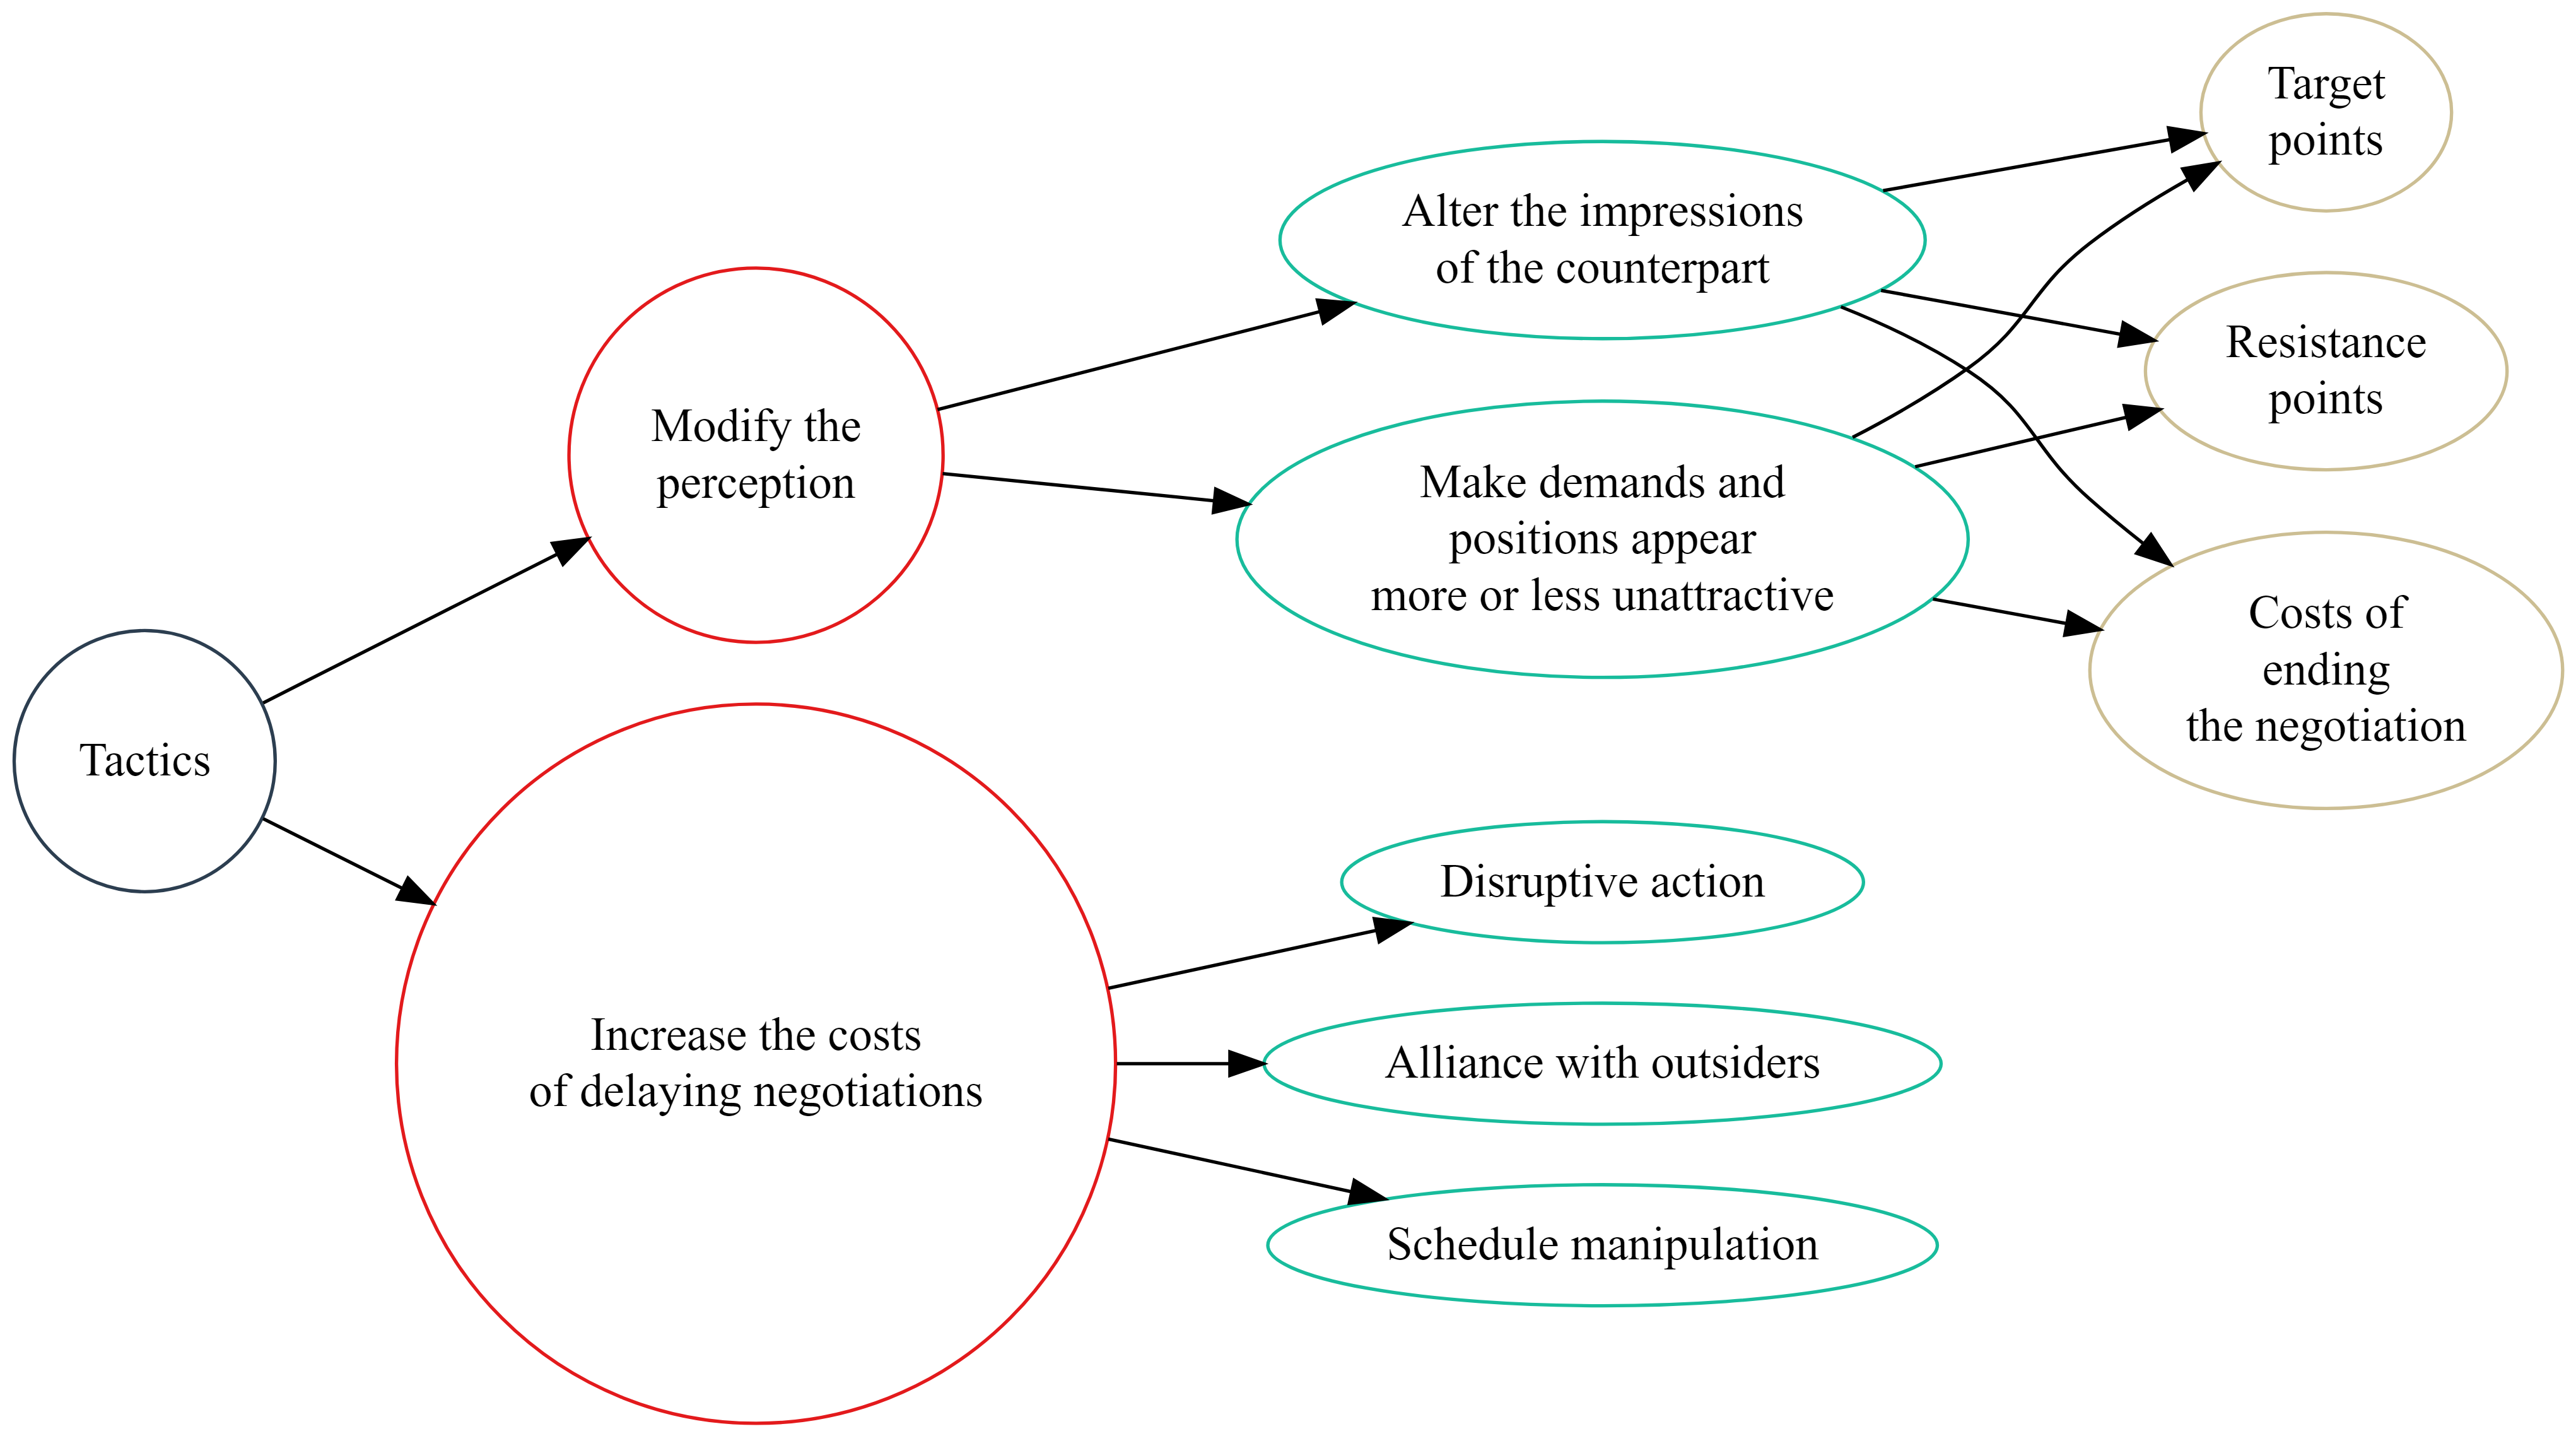 Tactics
Modify the
perception
Increase the costs
of delaying negotiations
Alter the impressions
of the counterpart
Make demands and
positions appear
more or less unattractive
Disruptive action
Alliance with outsiders
Schedule manipulation
Target
points
Resistance
points
Costs of
ending
the negotiation